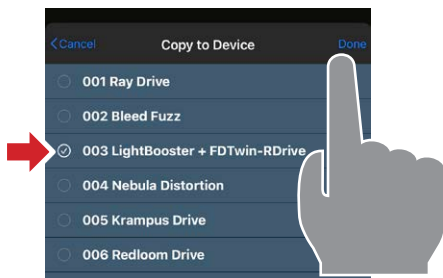 Cancel Copy to Device Done
001 Ray Drive
002 Bleed Fuzz
003 LightBooster + FDTwin-RDrive
004 Nebula Distortion
005 Krampus Drive
006 Redloom Drive